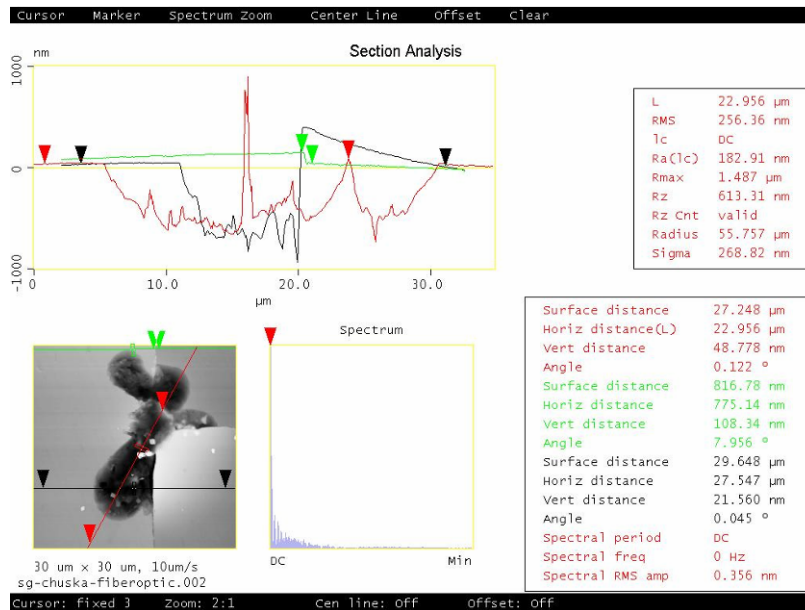 Cursor Marker Spectrum Zoom Center Line Offset Clear
Section Analysis
nm
1000
0
-1000
0 10.0 20.0 30.0
µm
L 22.956 µm
RMS 256.36 nm
lc DC
Ra(lc) 182.91 nm
Rmax 1.487 µm
Rz 613.31 nm
Rz Cnt valid
Radius 55.757 µm
Sigma 268.82 nm
Surface distance 27.248 µm
Horiz distance(L) 22.956 µm
Vert distance 48.778 nm
Angle 0.122 °
Surface distance 816.78 nm
Horiz distance 775.14 nm
Vert distance 108.34 nm
Angle 7.956 °
Surface distance 29.648 µm
Horiz distance 27.547 µm
Vert distance 21.560 nm
Angle 0.045 °
Spectral period DC
Spectral freq 0 Hz
Spectral RMS amp 0.356 nm
Spectrum
DC Min
30 um × 30 um, 10um/s
sg-chuska-fiberoptic.002
Cursor: fixed 3 Zoom: 2:1 Cen line: Off Offset: Off